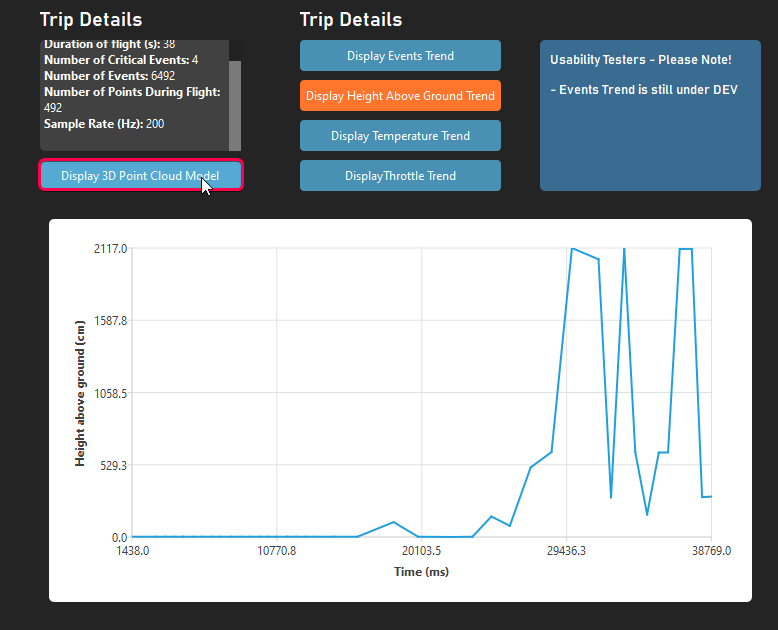 Trip Details
Duration of flight (s): 38
Number of Critical Events: 4
Number of Events: 6492
Number of Points During Flight:
492
Sample Rate (Hz): 200
Display 3D Point Cloud Model
Trip Details
Display Events Trend
Display Height Above Ground Trend
Display Temperature Trend
DisplayThrottle Trend
Usability Testers - Please Note!
- Events Trend is still under DEV
Height above ground (cm)
2117.0
1587.8
1058.5
529.3
0.0
1438.0
10770.8
20103.5
29436.3
38769.0
Time (ms)